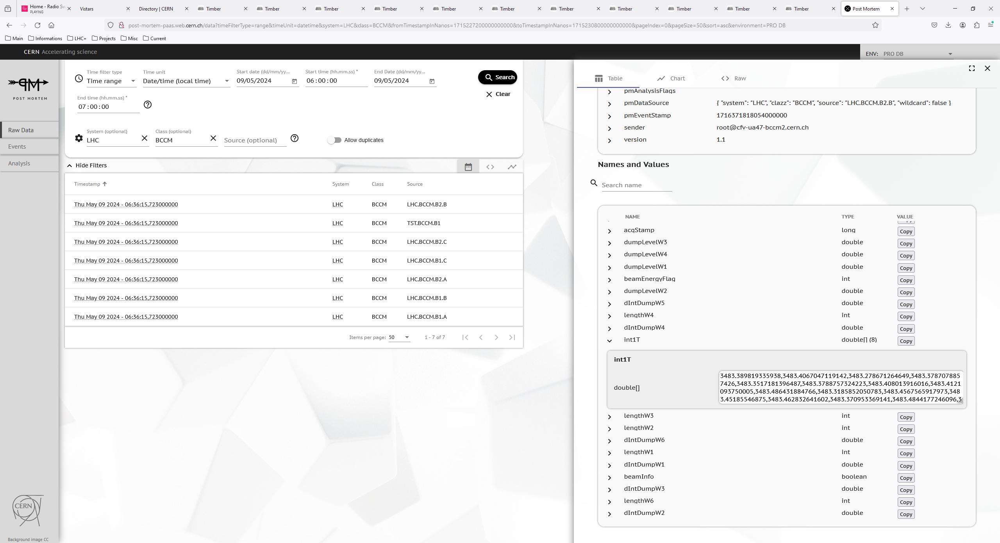 Home - Radio Sw
PLAYING
Vistars
Directory | CERN
Timber
Timber
Timber
Timber
Timber
Timber
Timber
Timber
Timber
Timber
Timber
Post Mortem
post-mortem-paas.web.cern.ch/data?timeFilterType=range&timeUnit=datetime&system=LHC&class=BCCM&fromTimestampInNanos=1715227200000000000&toTimestampInNanos=1715230800000000000&pageIndex=0&pageSize=50&sort=asc&environment=PRO DB
Main Informations LHC+ Projects Misc Current
CERN Accelerating science
ENV: PRO DB
PM
POST MORTEM
Raw Data
Events
Analysis
CERN
Background image CC
Time filter type
Time range
Time unit
Date/time (local time)
Start date (dd/mm/yy...
09/05/2024
Start time (hh.mm.ss) *
06:00:00
End Date (dd/mm/yy...
09/05/2024
Search
Clear
End time (hh.mm.ss) *
07:00:00
System (optional)
LHC
Class (optional)
BCCM
Source (optional)
Allow duplicates
Hide Filters
Timestamp System Class Source
Thu May 09 2024 - 06:36:15,723000000 LHC BCCM LHC.BCCM.B2.B
Thu May 09 2024 - 06:36:15,723000000 LHC BCCM TST.BCCM.B1
Thu May 09 2024 - 06:36:15,723000000 LHC BCCM LHC.BCCM.B2.C
Thu May 09 2024 - 06:36:15,723000000 LHC BCCM LHC.BCCM.B1.C
Thu May 09 2024 - 06:36:15,723000000 LHC BCCM LHC.BCCM.B2.A
Thu May 09 2024 - 06:36:15,723000000 LHC BCCM LHC.BCCM.B1.B
Thu May 09 2024 - 06:36:15,723000000 LHC BCCM LHC.BCCM.B1.A
Items per page: 50 1 - 7 of 7
Table Chart Raw
pmAnalysisFlags
pmDataSource { "system": "LHC", "clazz": "BCCM", "source": "LHC.BCCM.B2.B", "wildcard": false }
pmEventStamp 1716371818054000000
sender root@cfv-ua47-bccm2.cern.ch
version 1.1
Names and Values
Search name
NAME TYPE VALUE
Copy
acqStamp long Copy
dumpLevelW3 double Copy
dumpLevelW4 double Copy
dumpLevelW1 double Copy
beamEnergyFlag int Copy
dumpLevelW2 double Copy
dIntDumpW5 double Copy
lengthW4 int Copy
dIntDumpW4 double Copy
int1T double[] (8) Copy
int1T
double[]
3483.389819335938,3483.4067047119142,3483.278671264649,3483.378707885
7426,3483.3517181396487,3483.3788757324223,3483.408013916016,3483.4121
093750005,3483.486431884766,3483.3185852050783,3483.4567565917973,348
3.45185546875,3483.462832641602,3483.370953369141,3483.4844177246096,3
lengthW3 int Copy
lengthW2 int Copy
dIntDumpW6 double Copy
lengthW1 int Copy
dIntDumpW1 double Copy
beamInfo boolean Copy
dIntDumpW3 double Copy
lengthW6 int Copy
dIntDumpW2 double Copy